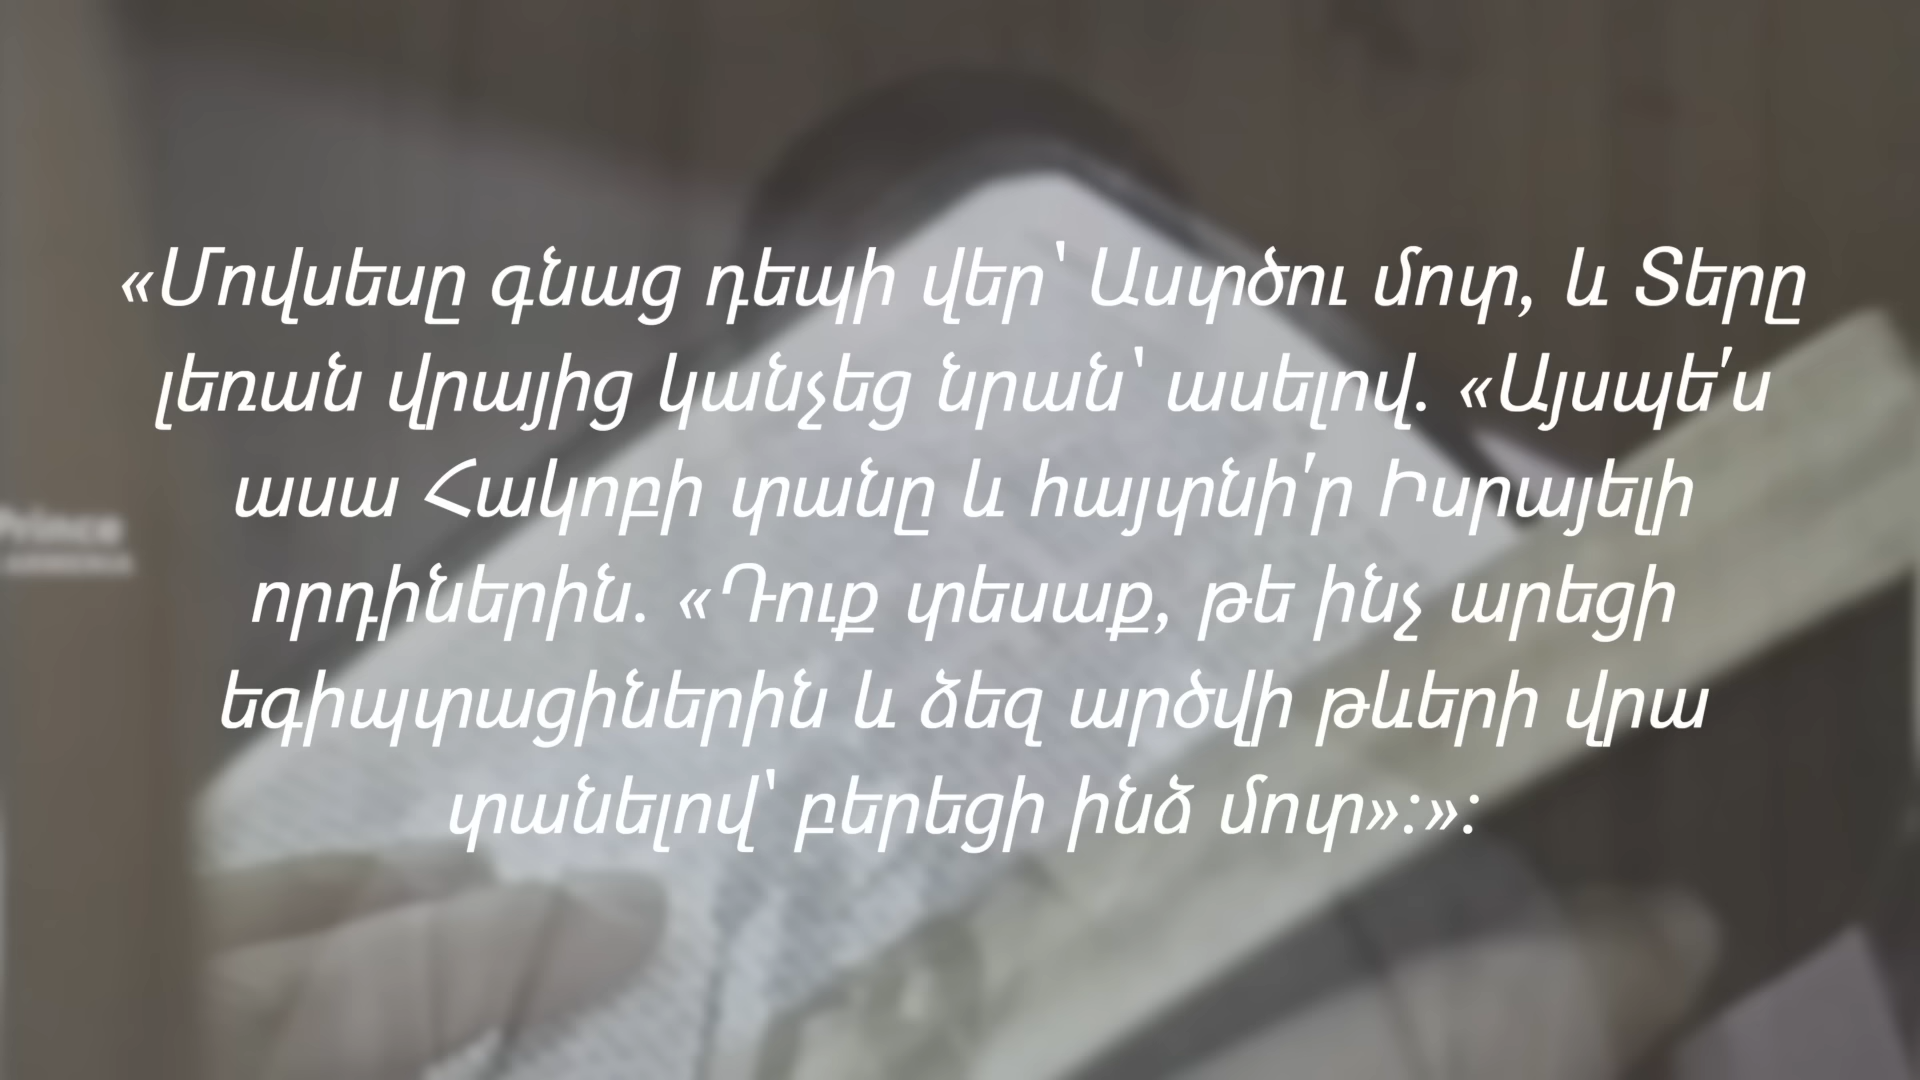 «Մովսեսը գնաց դեպի վեր՝ Աստծու մոտ, և Տերը
լեռան վրայից կանչեց նրան՝ ասելով. «Այսպե՛ս
ասա Հակոբի տանը և հայտնի՛ր Իսրայելի
որդիներին. «Դուք տեսաք, թե ինչ արեցի
եգիպտացիներին և ձեզ արծվի թևերի վրա
տանելով՝ բերեցի ինձ մոտ»:»:
Prince